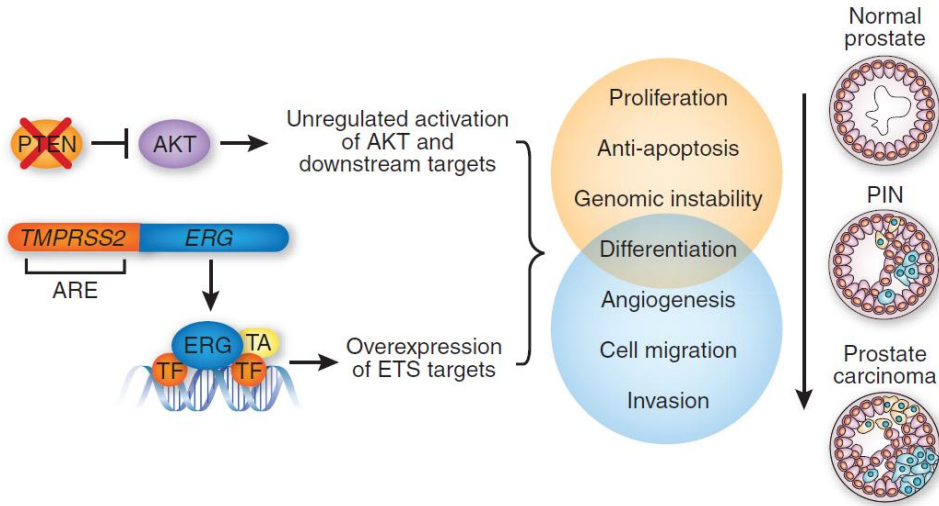 Normal
prostate
PTEN
AKT
Unregulated activation
of AKT and
downstream targets
TMPRSS2
ERG
ARE
ERG
TA
TF
TF
Overexpression
of ETS targets
Proliferation
Anti-apoptosis
Genomic instability
Differentiation
Angiogenesis
Cell migration
Invasion
PIN
Prostate
carcinoma